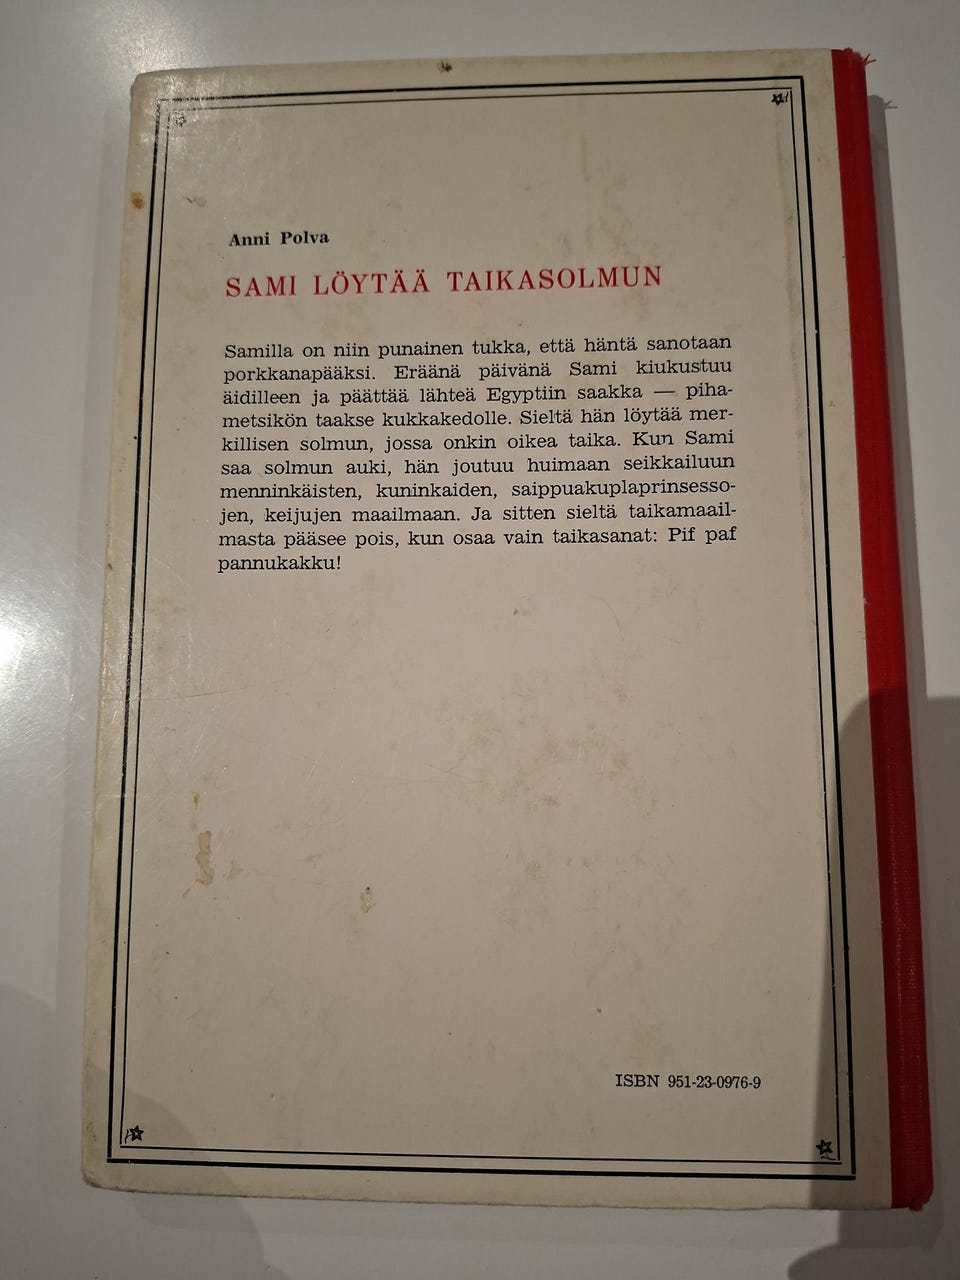 Anni Polva
SAMI LÖYTÄÄ TAIKASOLMUN
Samilla on niin punainen tukka, että häntä sanotaan
porkkanapääksi. Eräänä päivänä Sami kiukustuu
äidilleen ja päättää lähteä Egyptiin saakka — piha-
metsikön taakse kukkakedolle. Sieltä hän löytää mer-
killisen solmun, jossa onkin oikea taika. Kun Sami
saa solmun auki, hän joutuu huimaan seikkailuun
menninkäisten, kuninkaiden, saippuakuplaprinsesso-
jen, keijujen maailmaan. Ja sitten sieltä taikamaail-
masta pääsee pois, kun osaa vain taikasanat: Pif paf
pannukakku!
ISBN 951-23-0976-9